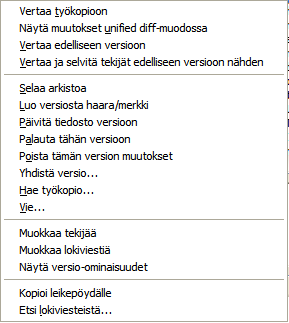 Vertaa työkopioon
Näytä muutokset unified diff-muodossa
Vertaa edelliseen versioon
Vertaa ja selvitä tekijät edelliseen versioon nähden
Selaa arkistoa
Luo versiosta haara/merkki
Päivitä tiedosto versioon
Palauta tähän versioon
Poista tämän version muutokset
Yhdistä versio...
Hae työkopio...
Vie...
Muokkaa tekijää
Muokkaa lokiviestiä
Näytä versio-ominaisuudet
Kopioi leikepöydälle
Etsi lokiviesteistä...